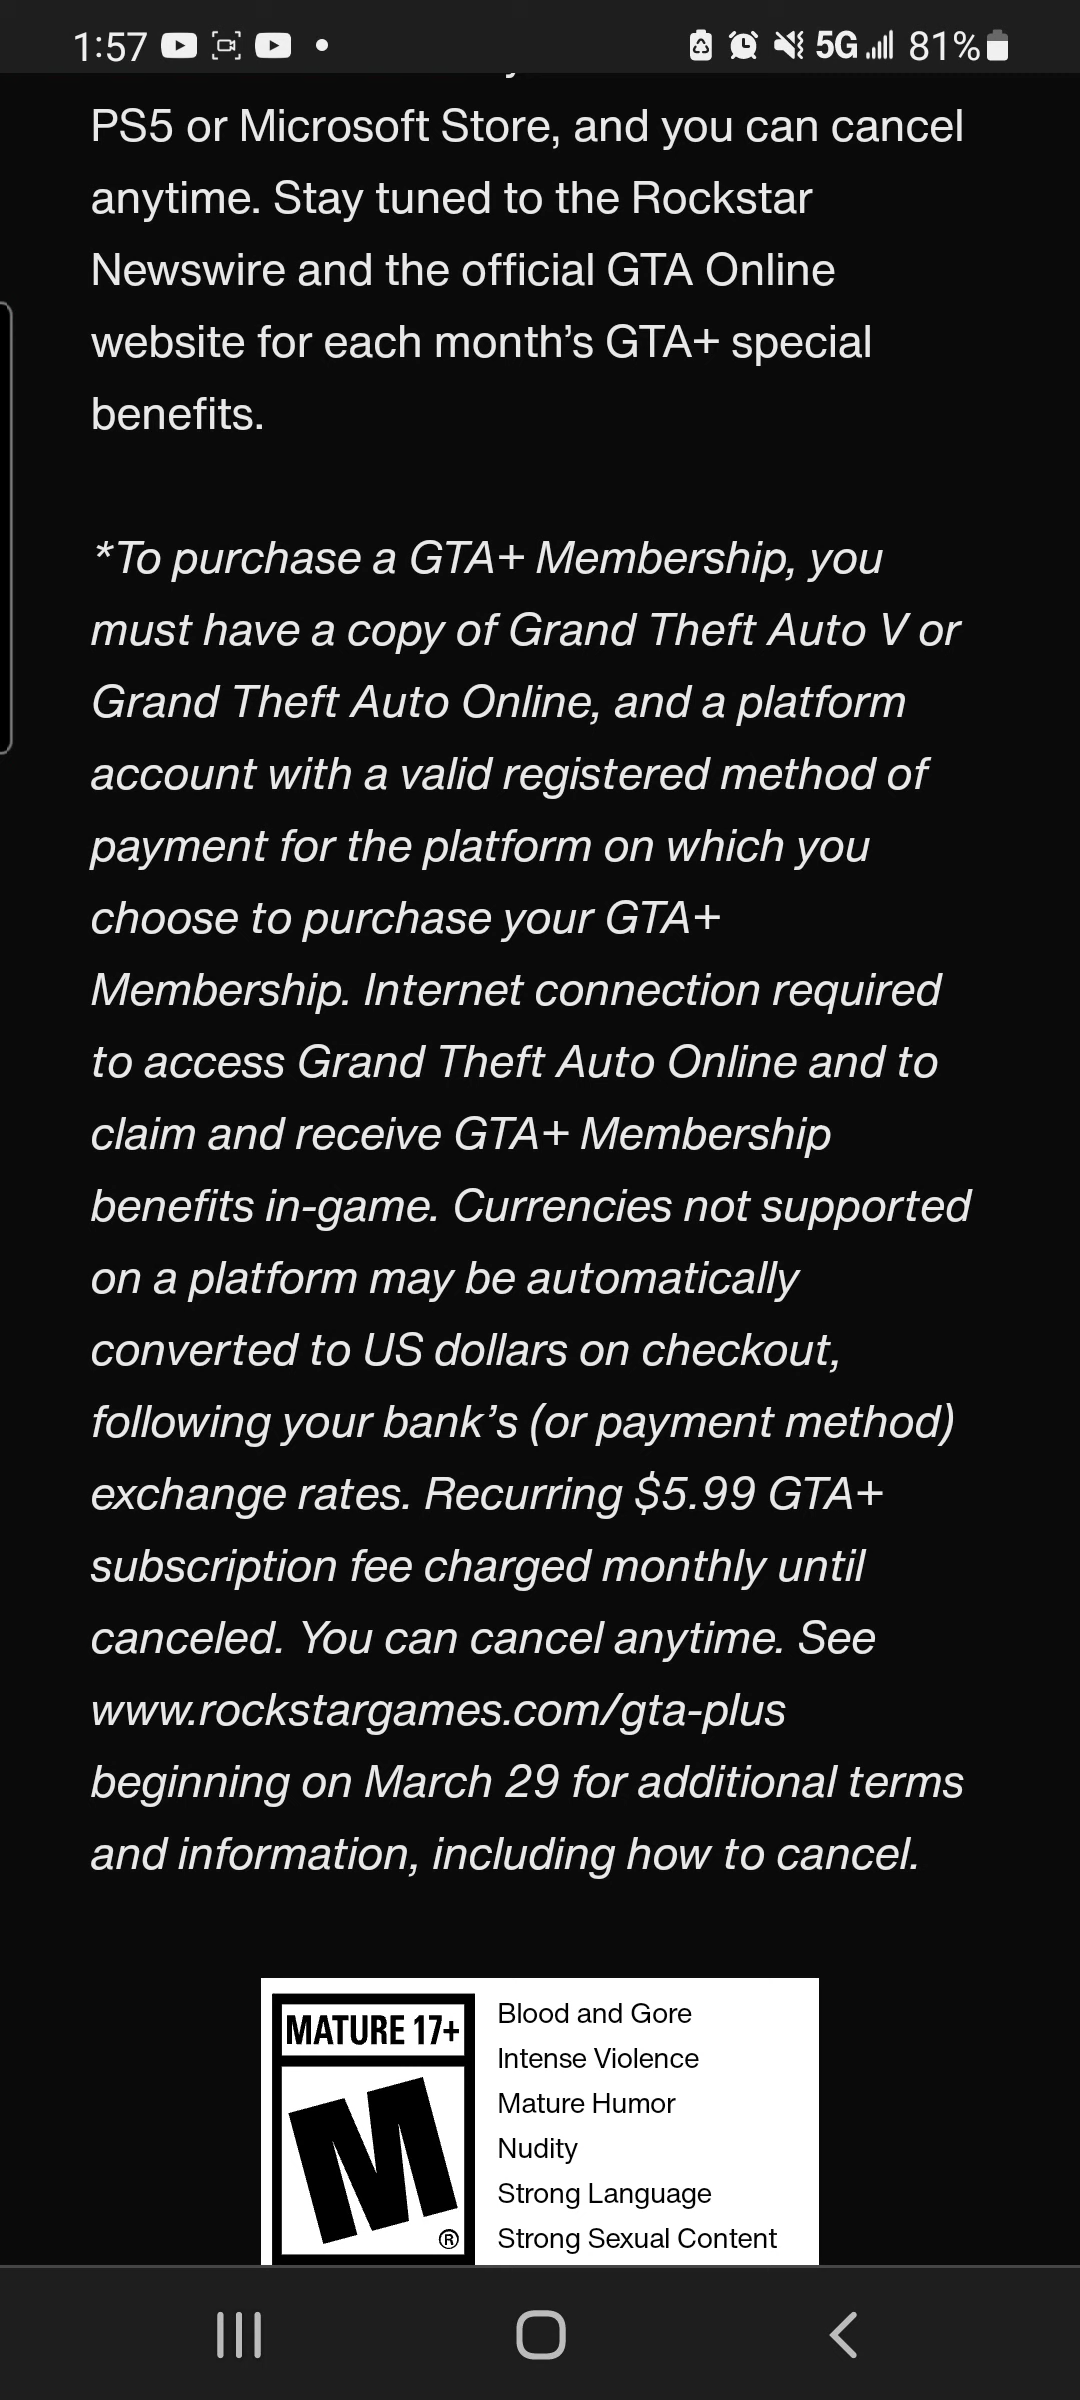 1:57
5G 81%
PS5 or Microsoft Store, and you can cancel
anytime. Stay tuned to the Rockstar
Newswire and the official GTA Online
website for each month’s GTA+ special
benefits.
*To purchase a GTA+ Membership, you
must have a copy of Grand Theft Auto V or
Grand Theft Auto Online, and a platform
account with a valid registered method of
payment for the platform on which you
choose to purchase your GTA+
Membership. Internet connection required
to access Grand Theft Auto Online and to
claim and receive GTA+ Membership
benefits in-game. Currencies not supported
on a platform may be automatically
converted to US dollars on checkout,
following your bank’s (or payment method)
exchange rates. Recurring $5.99 GTA+
subscription fee charged monthly until
canceled. You can cancel anytime. See
www.rockstargames.com/gta-plus
beginning on March 29 for additional terms
and information, including how to cancel.
MATURE 17+
M
®
Blood and Gore
Intense Violence
Mature Humor
Nudity
Strong Language
Strong Sexual Content